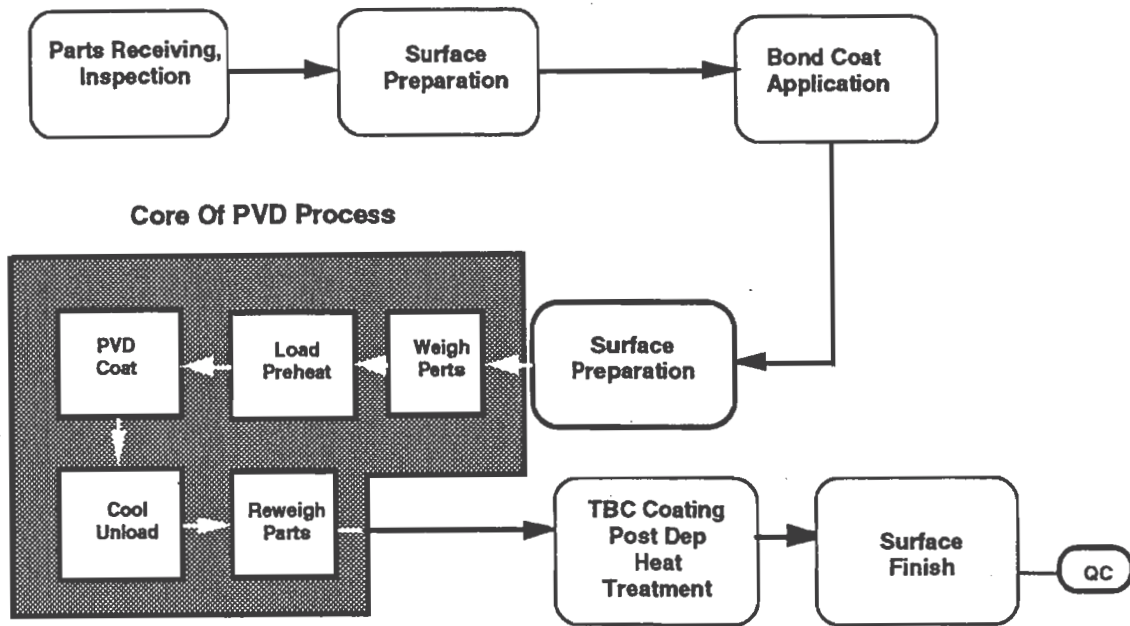 Parts Receiving,
Inspection
Surface
Preparation
Bond Coat
Application
Core Of PVD Process
PVD
Coat
Load
Preheat
Weigh
Perts
Surface
Preparation
Cool
Unload
Reweigh
Parts
TBC Coating
Post Dep
Heat
Treatment
Surface
Finish
QC